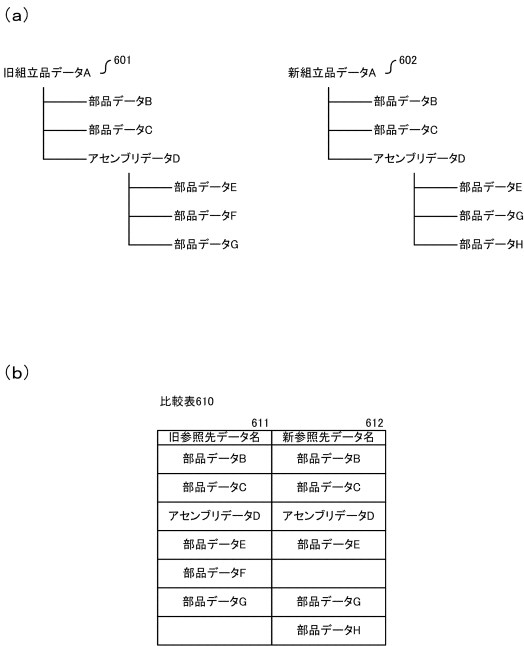 (a)
旧組立品データA 601
部品データB
部品データC
アセンブリデータD
部品データE
部品データF
部品データG
新組立品データA 602
部品データB
部品データC
アセンブリデータD
部品データE
部品データG
部品データH
(b)
比較表610
611 612
旧参照先データ名 新参照先データ名
部品データB 部品データB
部品データC 部品データC
アセンブリデータD アセンブリデータD
部品データE 部品データE
部品データF
部品データG 部品データG
部品データH